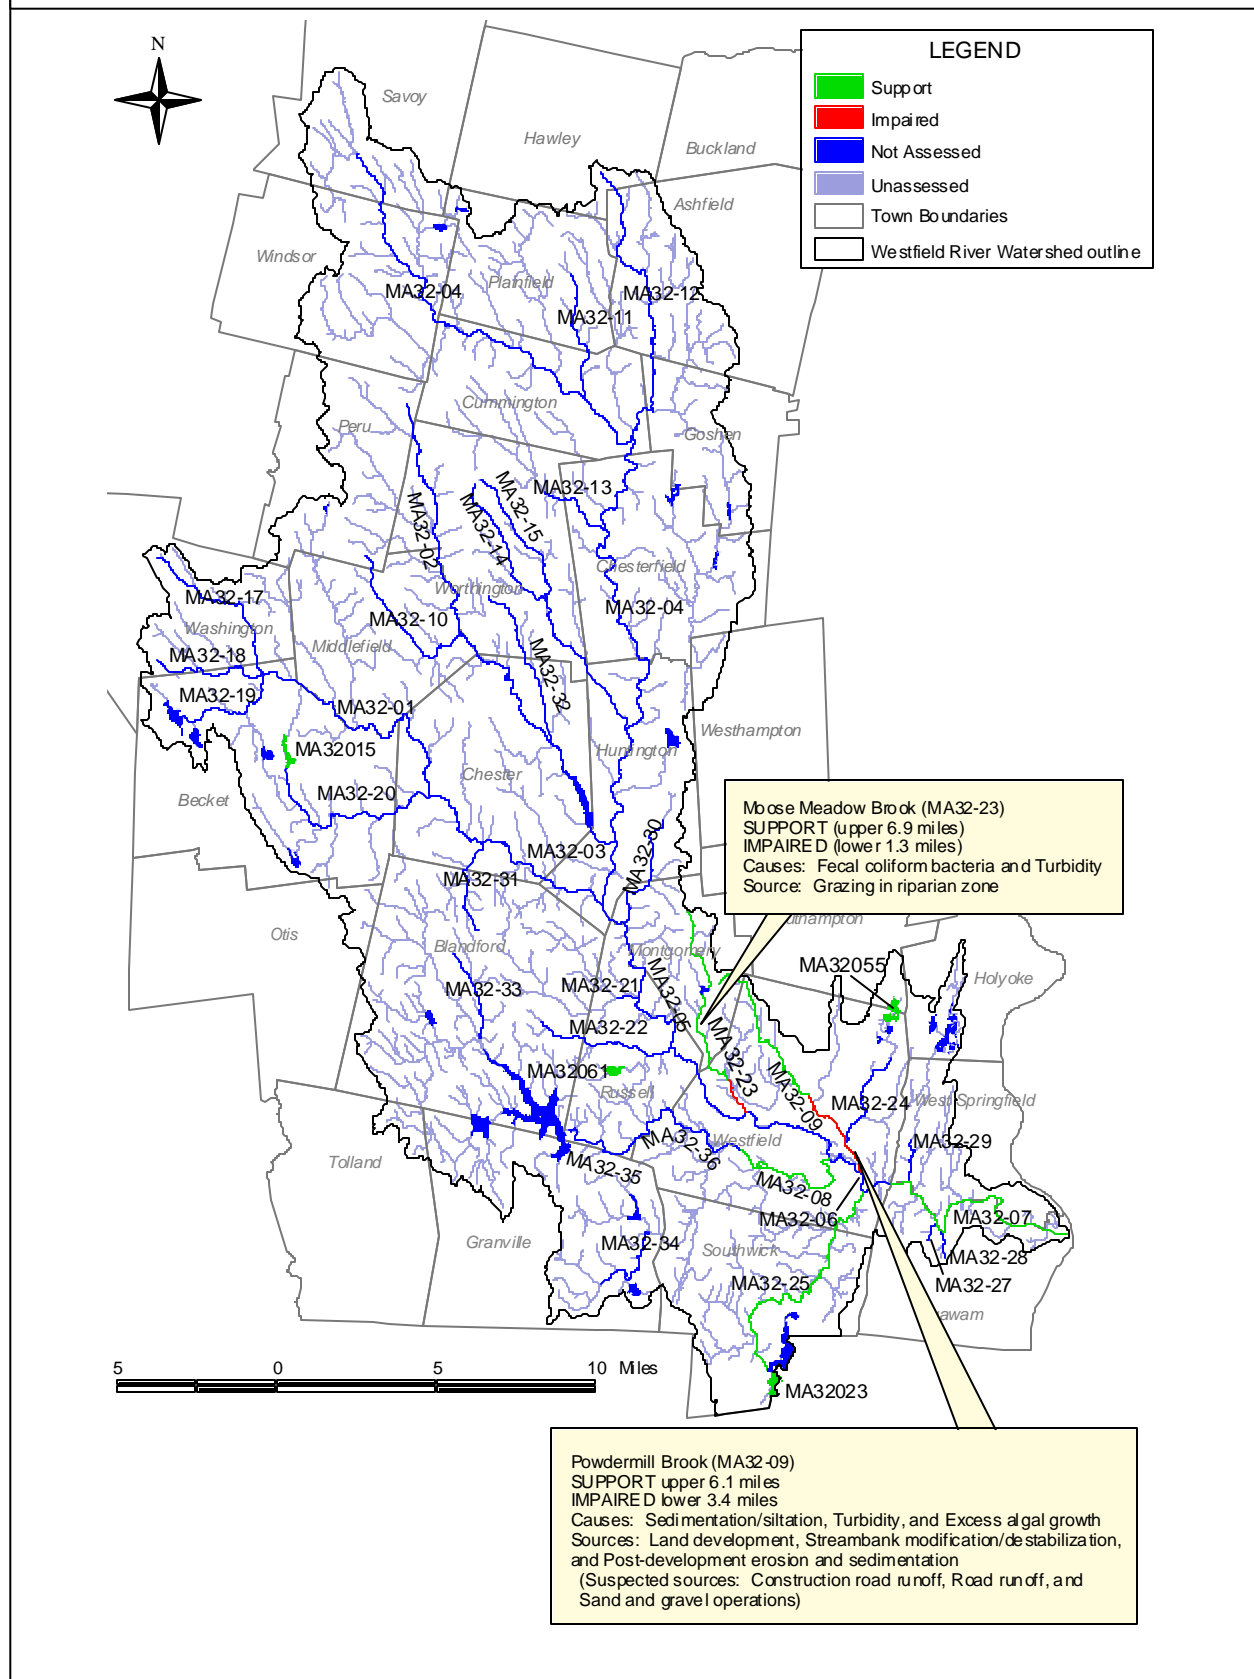 N
LEGEND
Support
Impaired
Not Assessed
Unassessed
Town Boundaries
Westfield River Watershed outline
Savoy
Hawley
Buckland
Ashfield
Windsor
Plainfield
MA32-04
MA32-12
MA32-11
Cummington
Peru
Goshen
MA32-13
MA32-15
MA32-14
MA32-02
Chesterfield
Worthington
MA32-17
MA32-04
Washington
MA32-10
Middlefield
MA32-18
MA32-19
MA32-32
MA32-01
Westhampton
MA32015
Huntington
Chester
Becket
MA32-20
Moose Meadow Brook (MA32-23)
SUPPORT (upper 6.9 miles)
IMPAIRED (lower 1.3 miles)
Causes: Fecal coliform bacteria and Turbidity
Source: Grazing in riparian zone
MA32-03
MA32-30
MA32-31
uthampton
Otis
Blandford
Montgomery
MA32055
Holyoke
MA32-33
MA32-21
MA32-05
MA32-22
MA32061
Russell
MA32-23
MA32-09
MA32-24
West Springfield
MA32-36
Westfield
MA32-29
Tolland
MA32-35
MA32-08
MA32-06
MA32-07
Granville
MA32-34
Southwick
MA32-28
MA32-25
MA32-27
awam
5 0 5 10 Miles
MA32023
Powdermill Brook (MA32-09)
SUPPORT upper 6.1 miles
IMPAIRED lower 3.4 miles
Causes: Sedimentation/siltation, Turbidity, and Excess algal growth
Sources: Land development, Streambank modification/destabilization,
and Post-development erosion and sedimentation
(Suspected sources: Construction road runoff, Road runoff, and
Sand and gravel operations)